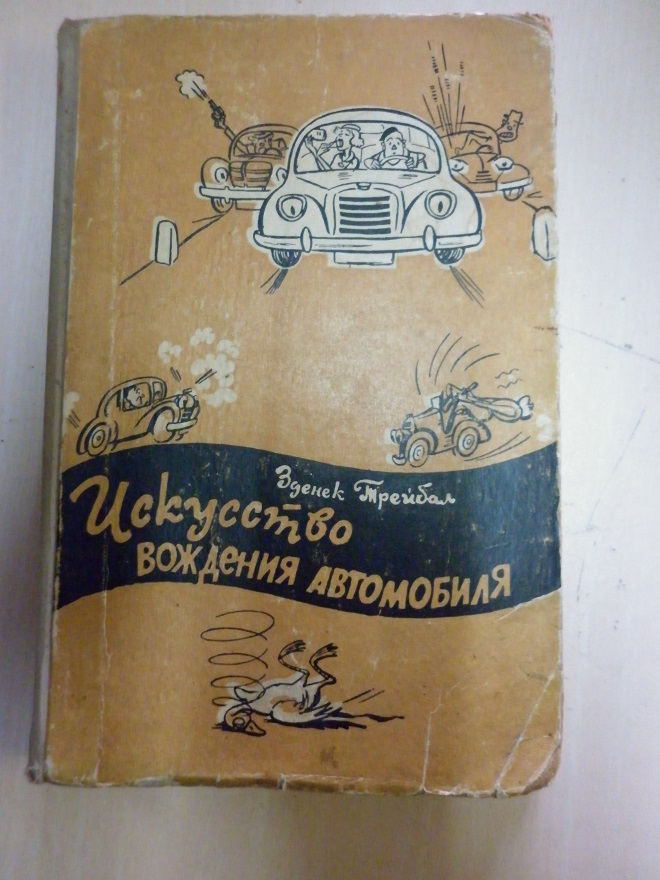 Зденек Трейбал
Искусство
ВОЖДЕНИЯ АВТОМОБИЛЯ